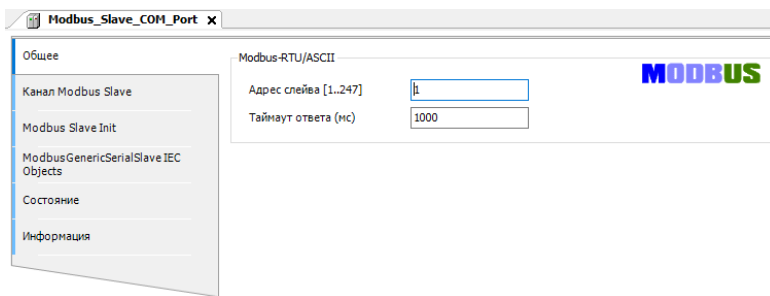 Modbus_Slave_COM_Port x
Общее
Канал Modbus Slave
Modbus Slave Init
ModbusGenericSerialSlave IEC
Objects
Состояние
Информация
Modbus-RTU/ASCII
MODBUS
Адрес слейва [1..247]
1
Таймаут ответа (мс)
1000